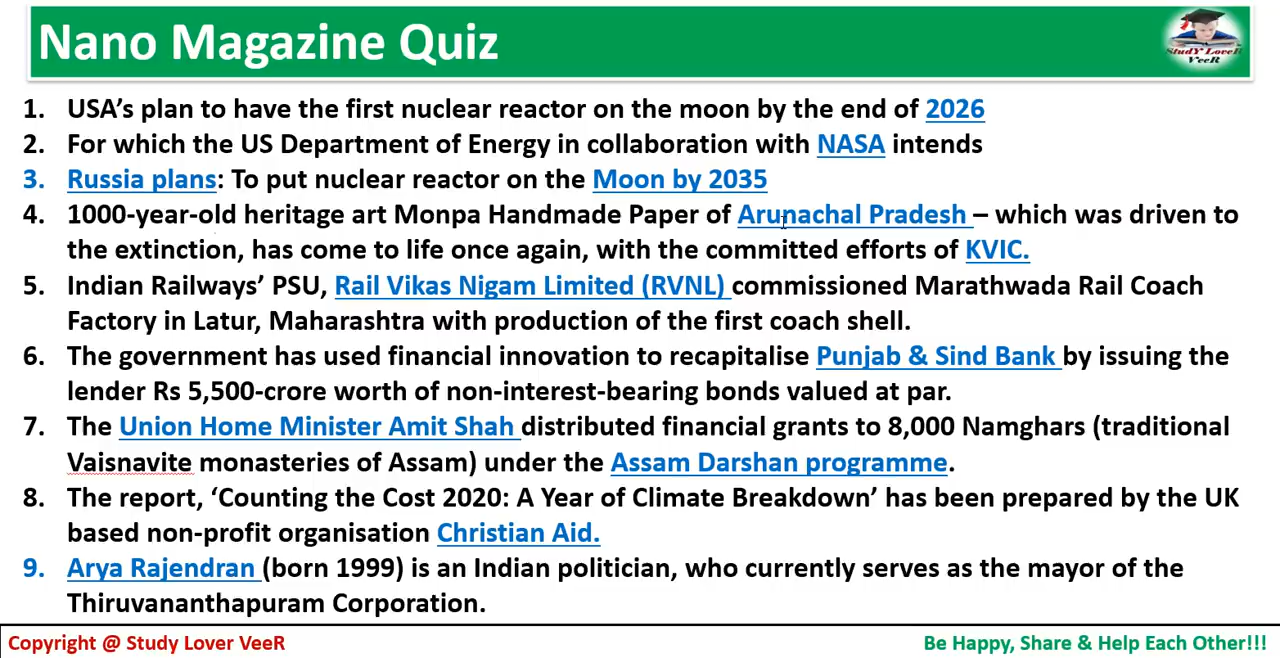 Nano Magazine Quiz
StudY LoveR
VeeR
1. USA’s plan to have the first nuclear reactor on the moon by the end of 2026
2. For which the US Department of Energy in collaboration with NASA intends
3. Russia plans: To put nuclear reactor on the Moon by 2035
4. 1000-year-old heritage art Monpa Handmade Paper of Arunachal Pradesh – which was driven to
the extinction, has come to life once again, with the committed efforts of KVIC.
5. Indian Railways’ PSU, Rail Vikas Nigam Limited (RVNL) commissioned Marathwada Rail Coach
Factory in Latur, Maharashtra with production of the first coach shell.
6. The government has used financial innovation to recapitalise Punjab & Sind Bank by issuing the
lender Rs 5,500-crore worth of non-interest-bearing bonds valued at par.
7. The Union Home Minister Amit Shah distributed financial grants to 8,000 Namghars (traditional
Vaisnavite monasteries of Assam) under the Assam Darshan programme.
8. The report, ‘Counting the Cost 2020: A Year of Climate Breakdown’ has been prepared by the UK
based non-profit organisation Christian Aid.
9. Arya Rajendran (born 1999) is an Indian politician, who currently serves as the mayor of the
Thiruvananthapuram Corporation.
Copyright @ Study Lover VeeR
Be Happy, Share & Help Each Other!!!